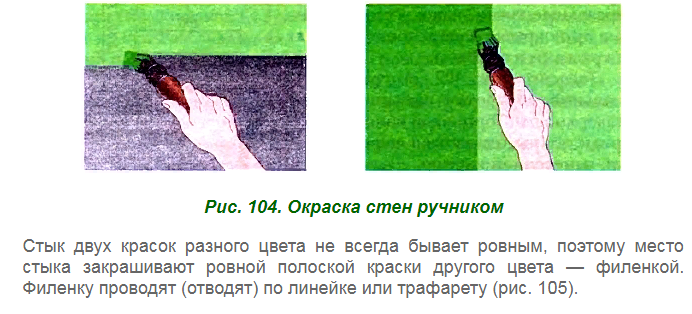 Рис. 104. Окраска стен ручником
Стык двух красок разного цвета не всегда бывает ровным, поэтому место
стыка закрашивают ровной полоской краски другого цвета — филенкой.
Филенку проводят (отводят) по линейке или трафарету (рис. 105).